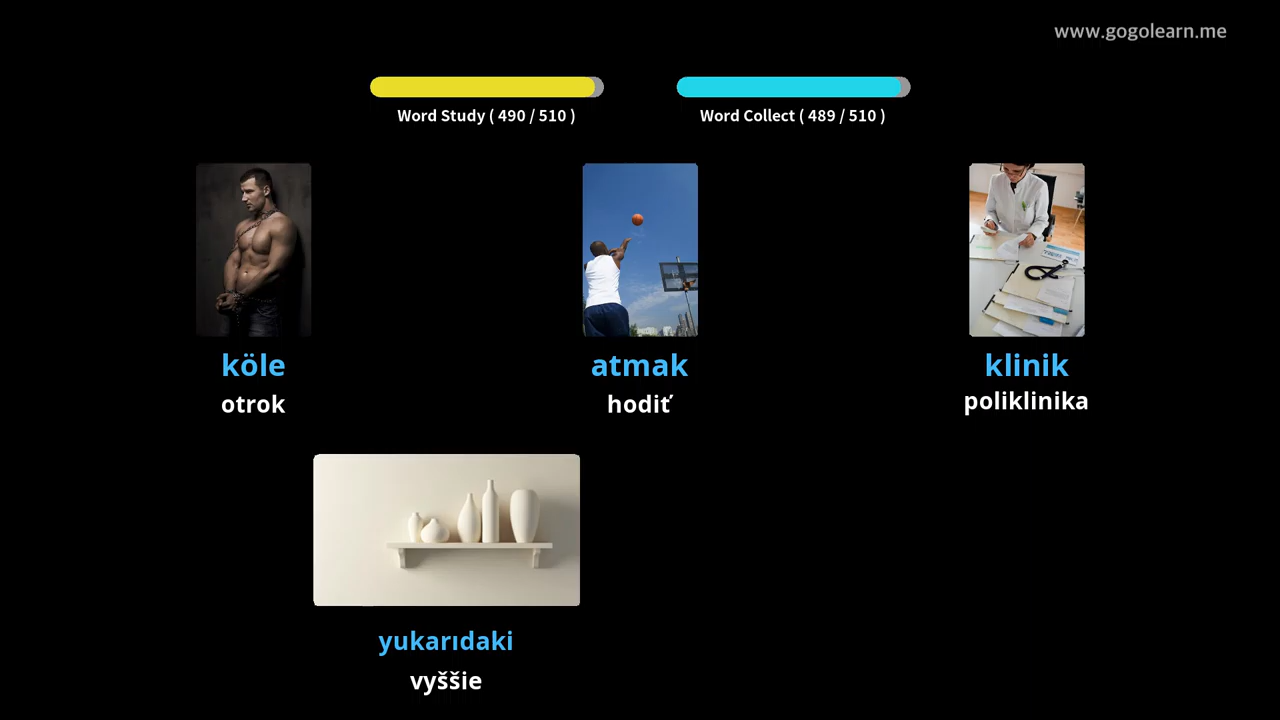 www.gogolearn.me
Word Study ( 490 / 510 )
Word Collect ( 489 / 510 )
köle
otrok
atmak
hodiť
klinik
poliklinika
yukarıdaki
vyššie